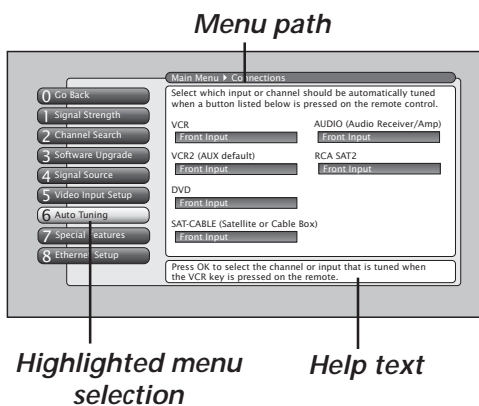 Menu path
Main Menu Connections
0 Go Back
1 Signal Strength
2 Channel Search
3 Software Upgrade
4 Signal Source
5 Video Input Setup
6 Auto Tuning
7 Special Features
8 Ethernet Setup
Select which input or channel should be automatically tuned
when a button listed below is pressed on the remote control.
VCR
Front Input
VCR2 (AUX default)
Front Input
DVD
Front Input
SAT-CABLE (Satellite or Cable Box)
Front Input
AUDIO (Audio Receiver/Amp)
Front Input
RCA SAT2
Front Input
Press OK to select the channel or input that is tuned when
the VCR key is pressed on the remote.
Highlighted menu
selection
Help text